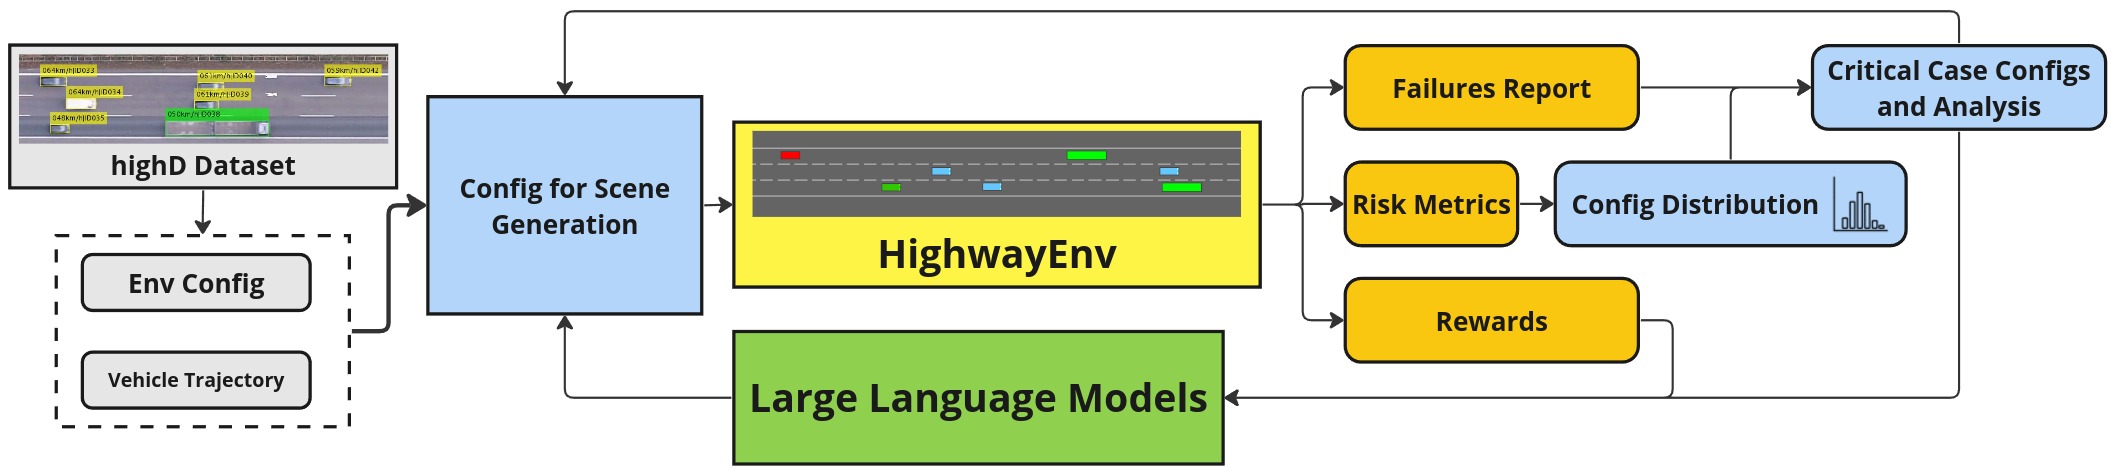 064km/h|ID033
061km/h|ID040
059km/h|ID042
064km/h|ID034
061km/h|ID039
048km/h|ID035
050km/h|ID038
highD Dataset
Env Config
Vehicle Trajectory
Config for Scene
Generation
HighwayEnv
Large Language Models
Failures Report
Risk Metrics
Config Distribution
Rewards
Critical Case Configs
and Analysis